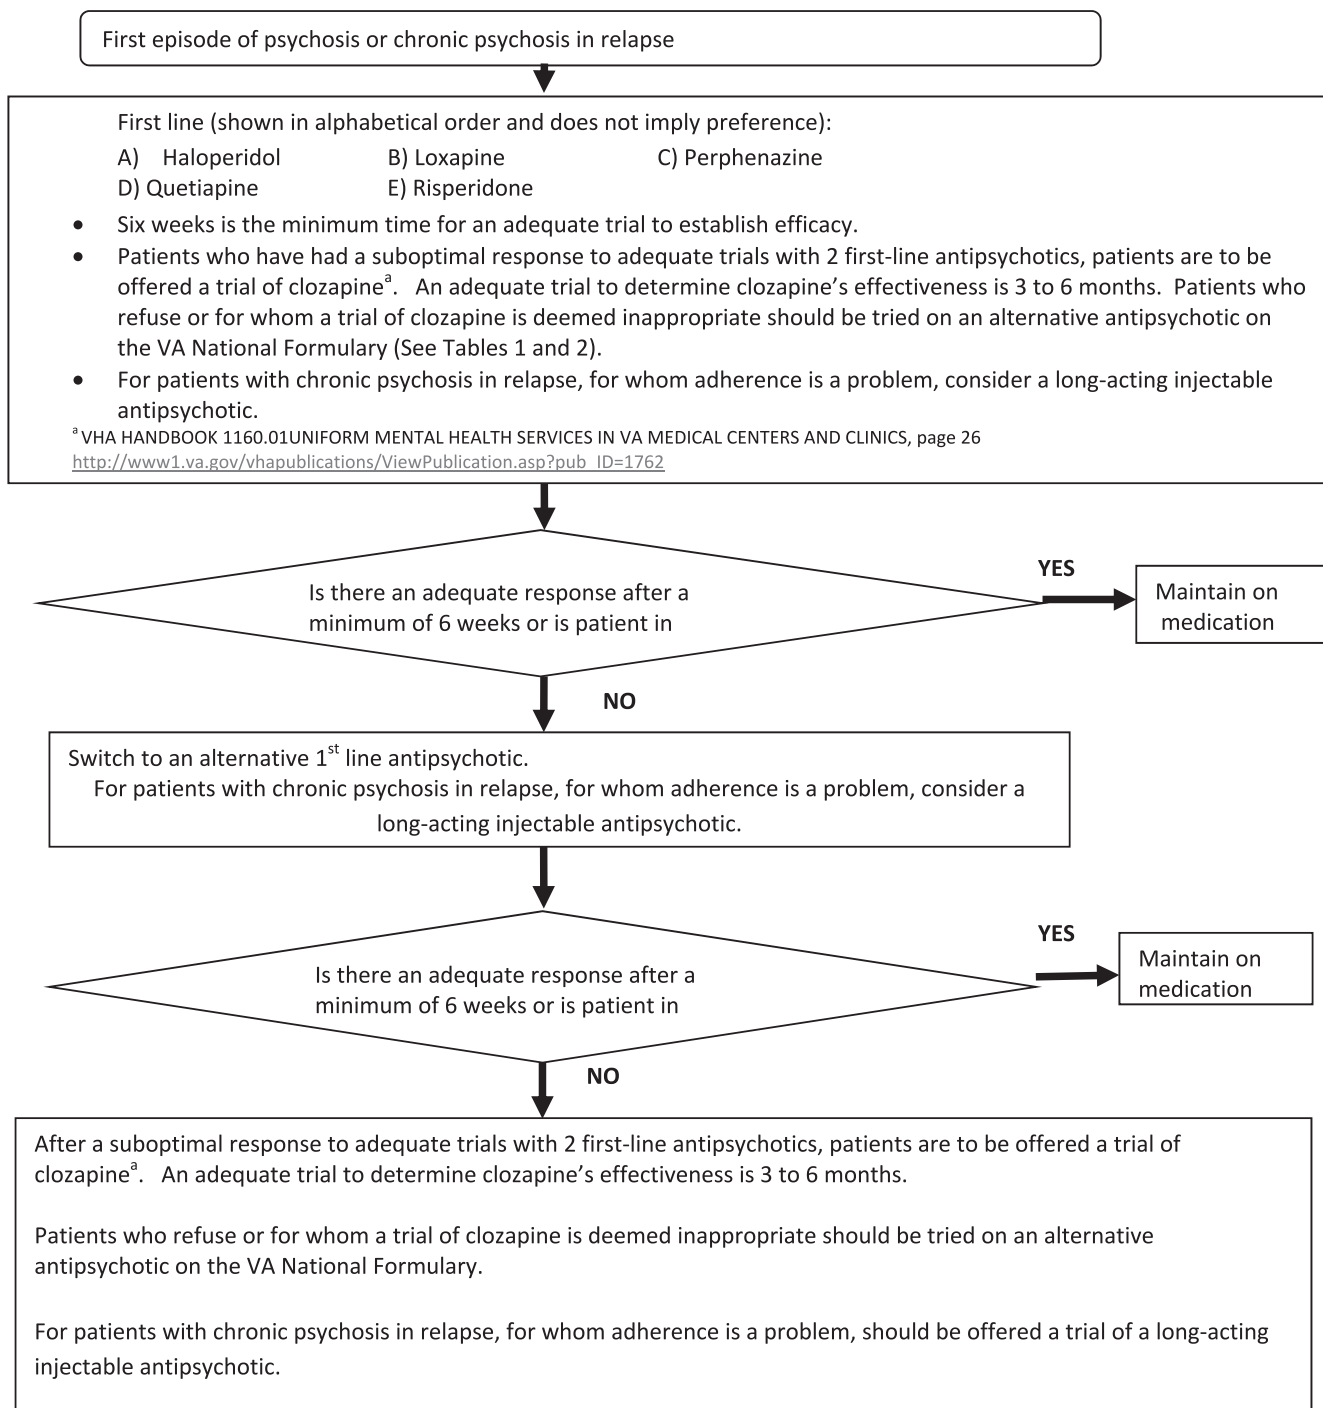 First episode of psychosis or chronic psychosis in relapse
First line (shown in alphabetical order and does not imply preference):
A) Haloperidol B) Loxapine C) Perphenazine
D) Quetiapine E) Risperidone
• Six weeks is the minimum time for an adequate trial to establish efficacy.
• Patients who have had a suboptimal response to adequate trials with 2 first-line antipsychotics, patients are to be
offered a trial of clozapineᵃ. An adequate trial to determine clozapine’s effectiveness is 3 to 6 months. Patients who
refuse or for whom a trial of clozapine is deemed inappropriate should be tried on an alternative antipsychotic on
the VA National Formulary (See Tables 1 and 2).
• For patients with chronic psychosis in relapse, for whom adherence is a problem, consider a long-acting injectable
antipsychotic.
ᵃ VHA HANDBOOK 1160.01UNIFORM MENTAL HEALTH SERVICES IN VA MEDICAL CENTERS AND CLINICS, page 26
http://www1.va.gov/vhapublications/ViewPublication.asp?pub_ID=1762
Is there an adequate response after a
minimum of 6 weeks or is patient in
YES
Maintain on
medication
NO
Switch to an alternative 1ˢᵗ line antipsychotic.
For patients with chronic psychosis in relapse, for whom adherence is a problem, consider a
long-acting injectable antipsychotic.
Is there an adequate response after a
minimum of 6 weeks or is patient in
YES
Maintain on
medication
NO
After a suboptimal response to adequate trials with 2 first-line antipsychotics, patients are to be offered a trial of
clozapineᵃ. An adequate trial to determine clozapine’s effectiveness is 3 to 6 months.
Patients who refuse or for whom a trial of clozapine is deemed inappropriate should be tried on an alternative
antipsychotic on the VA National Formulary.
For patients with chronic psychosis in relapse, for whom adherence is a problem, should be offered a trial of a long-acting
injectable antipsychotic.